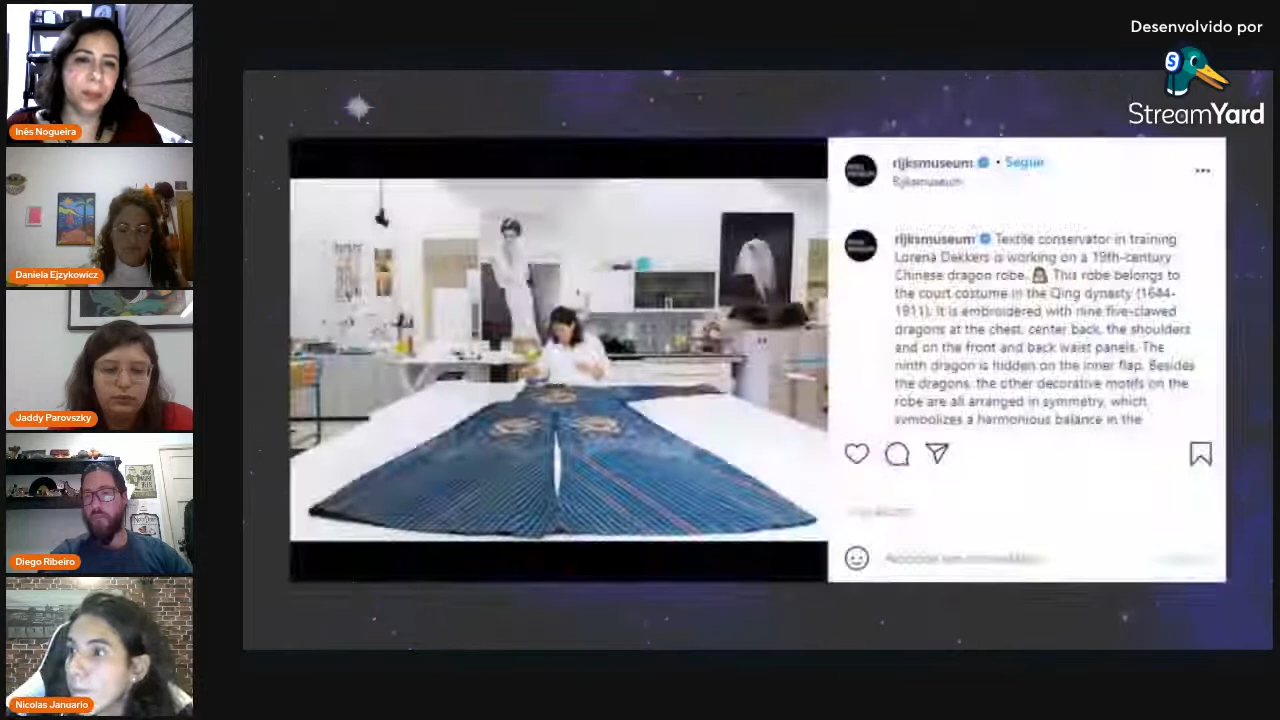 Inês Nogueira
Daniela Ejzykowicz
Jaddy Parovszky
Diego Ribeiro
Nicolas Januario
Desenvolvido por
StreamYard
rijksmuseum • Seguir
Rijksmuseum
rijksmuseum Textile conservator in training
Lorena Dekkers is working on a 19th-century
Chinese dragon robe. This robe belongs to
the court costume in the Qing dynasty (1644-
1911). It is embroidered with nine five-clawed
dragons at the chest, center back, the shoulders
and on the front and back waist panels. The
ninth dragon is hidden on the inner flap. Besides
the dragons, the other decorative motifs on the
robe are all arranged in symmetry, which
symbolizes a harmonious balance in the